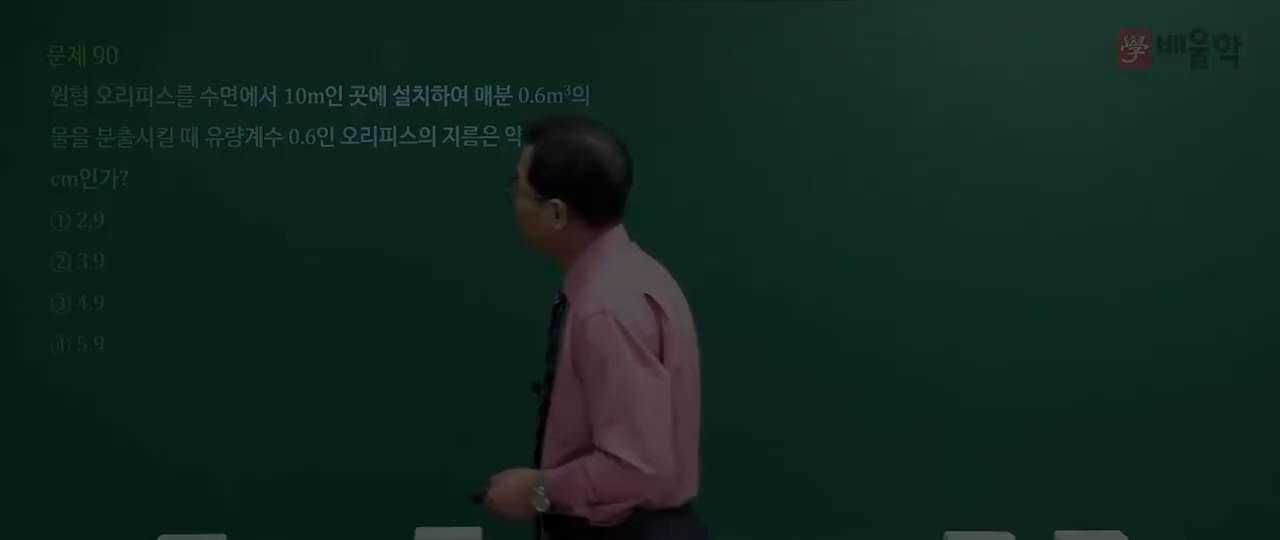 문제 90
學 배울학
원형 오리피스를 수면에서 10m인 곳에 설치하여 매분 0.6m³의
물을 분출시킬 때 유량계수 0.6인 오리피스의 지름은 약
cm인가?
① 2.9
② 3.9
③ 4.9
④ 5.9